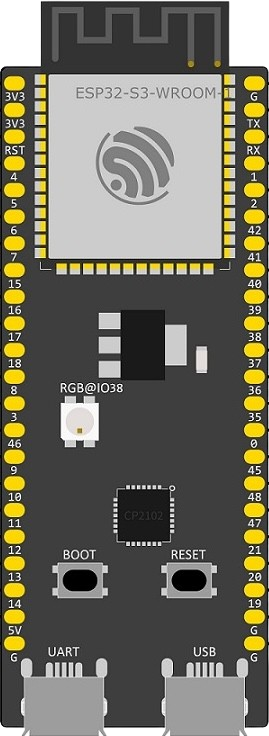 ESP32-S3-WROOM-1
3V3 G
3V3 TX
RST RX
4 1
5 2
6 42
7 41
15 40
16 39
17 38
18 37
8 36
3 35
46 0
9 45
10 48
11 47
12 21
13 20
14 19
5V G
G G
RGB@IO38
CP2102
BOOT RESET
UART USB